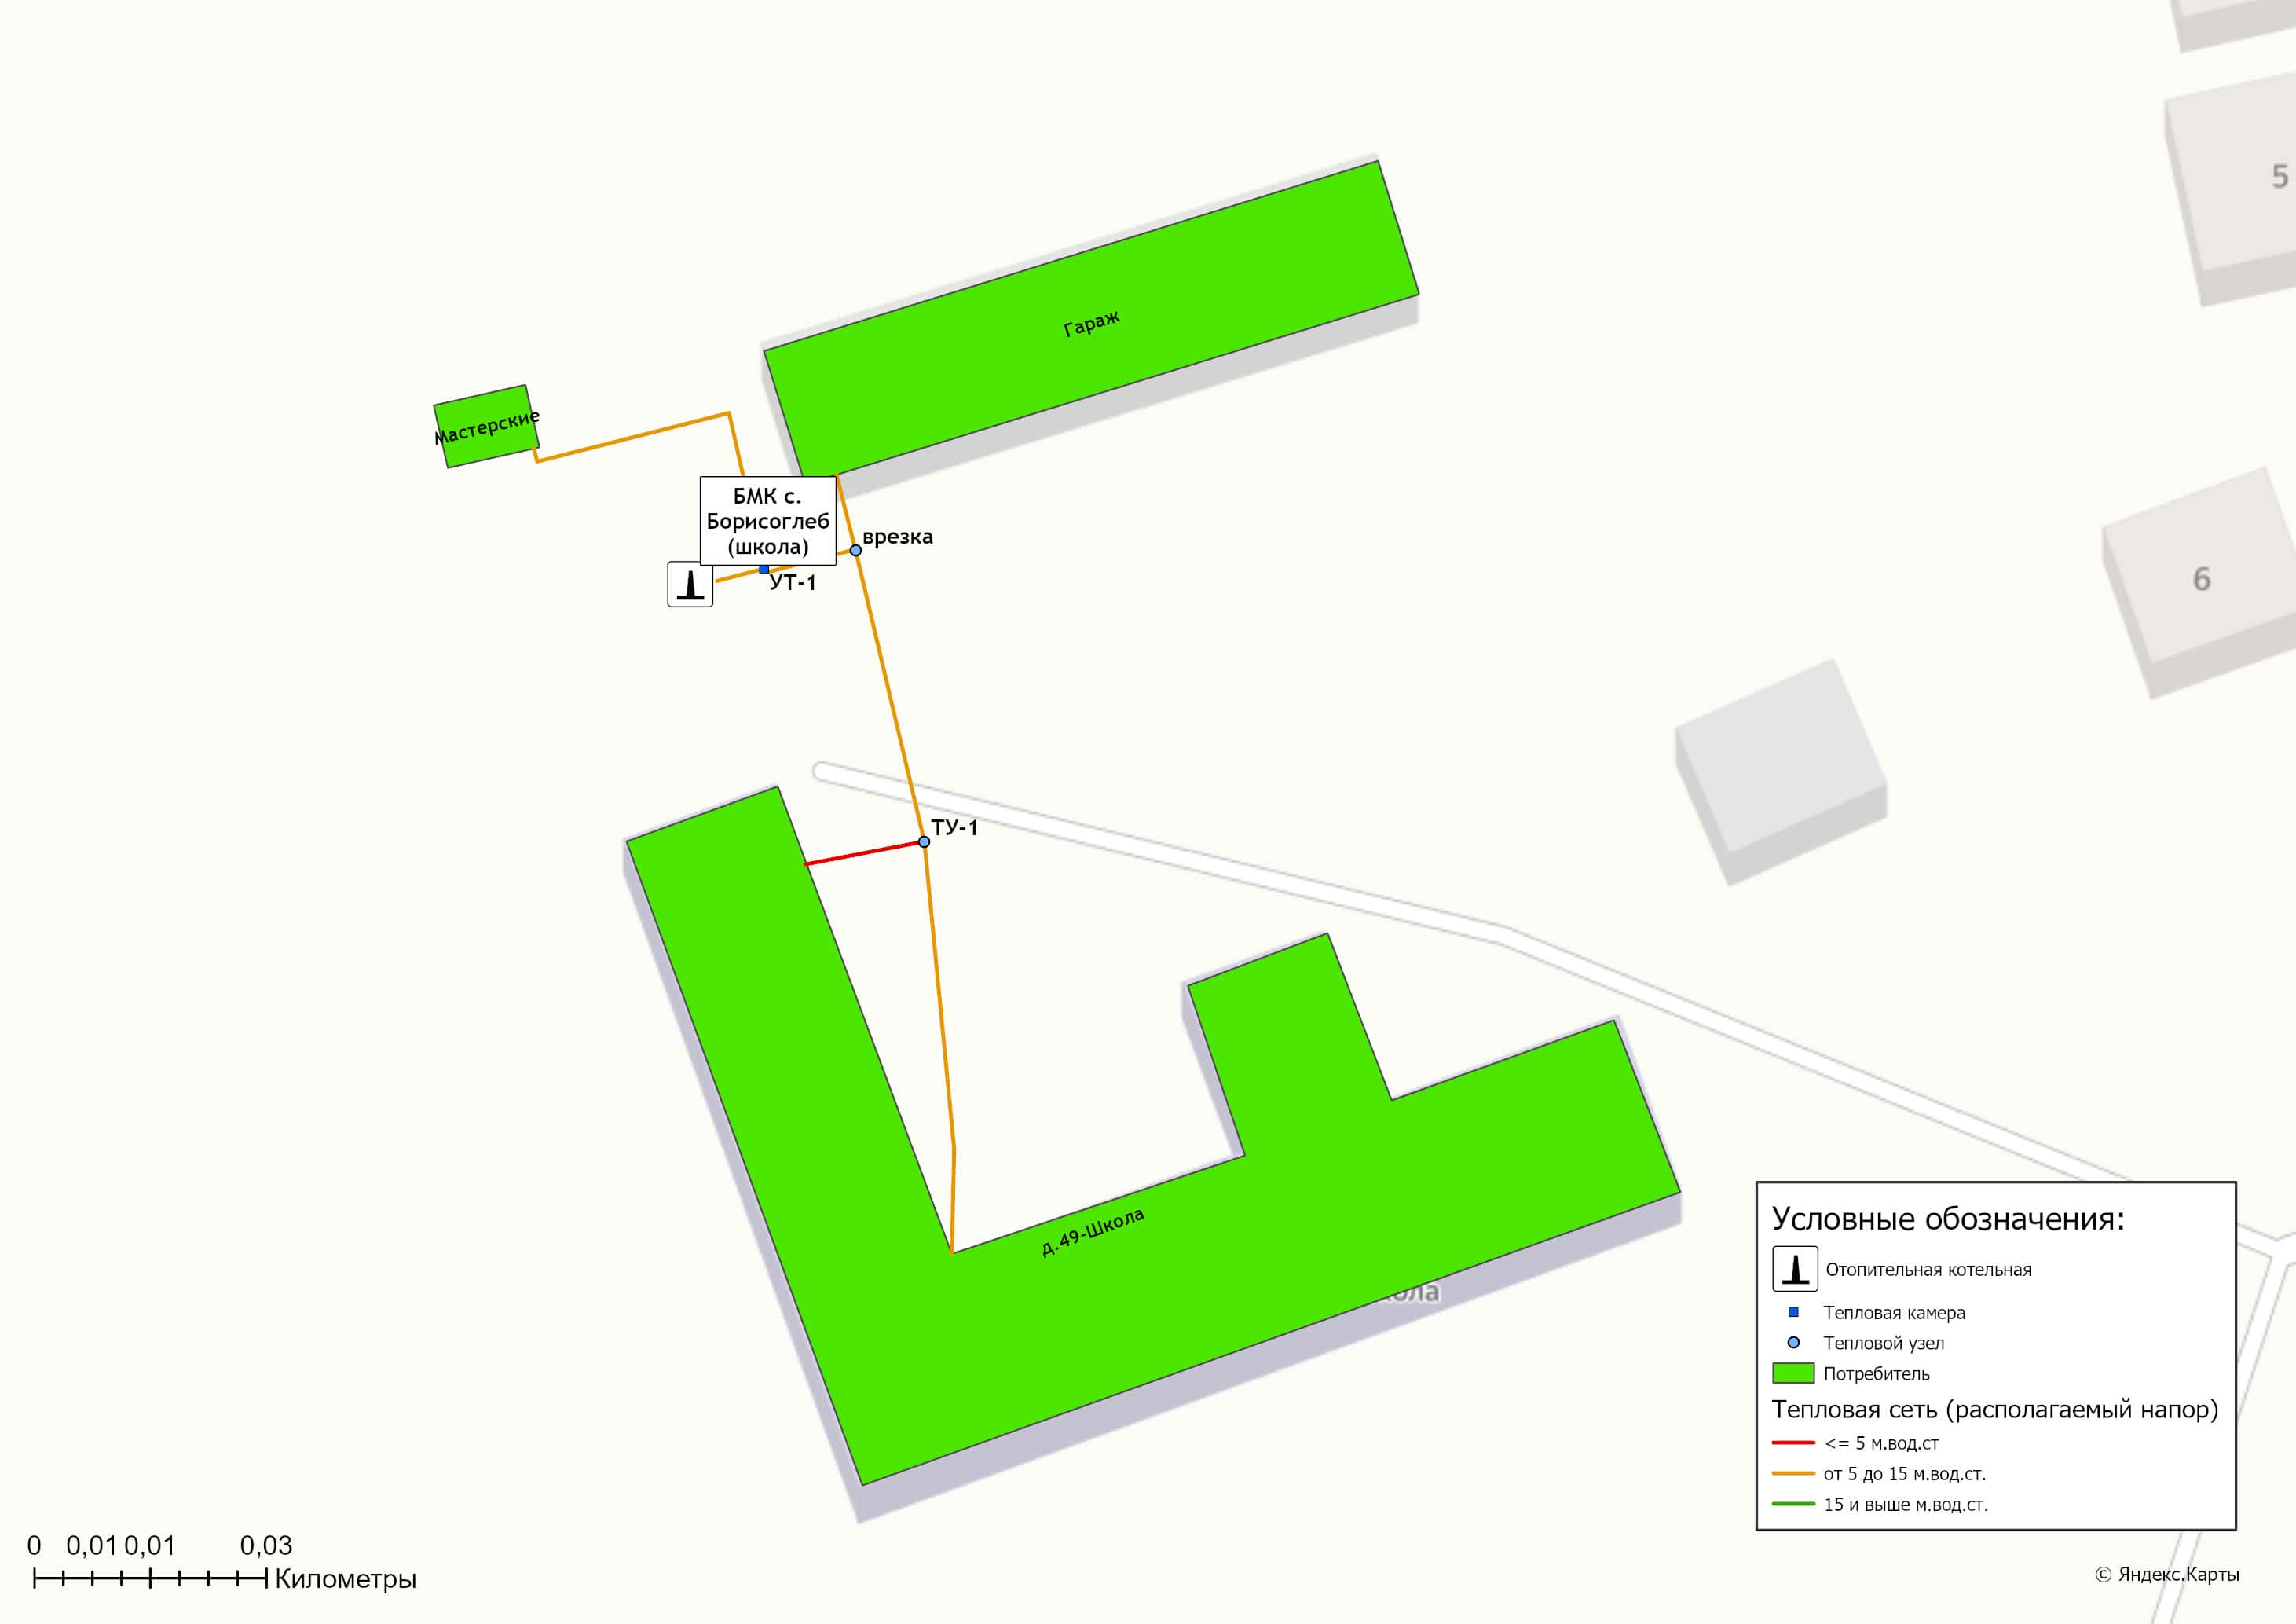 5
Гараж
Мастерские
БМК с.
Борисоглеб
(школа)
врезка
УТ-1
6
ТУ-1
д.49-Школа
Условные обозначения:
Отопительная котельная
Тепловая камера
Тепловой узел
Потребитель
Тепловая сеть (располагаемый напор)
<= 5 м.вод.ст
от 5 до 15 м.вод.ст.
15 и выше м.вод.ст.
0 0,01 0,01 0,03
Километры
© Яндекс.Карты